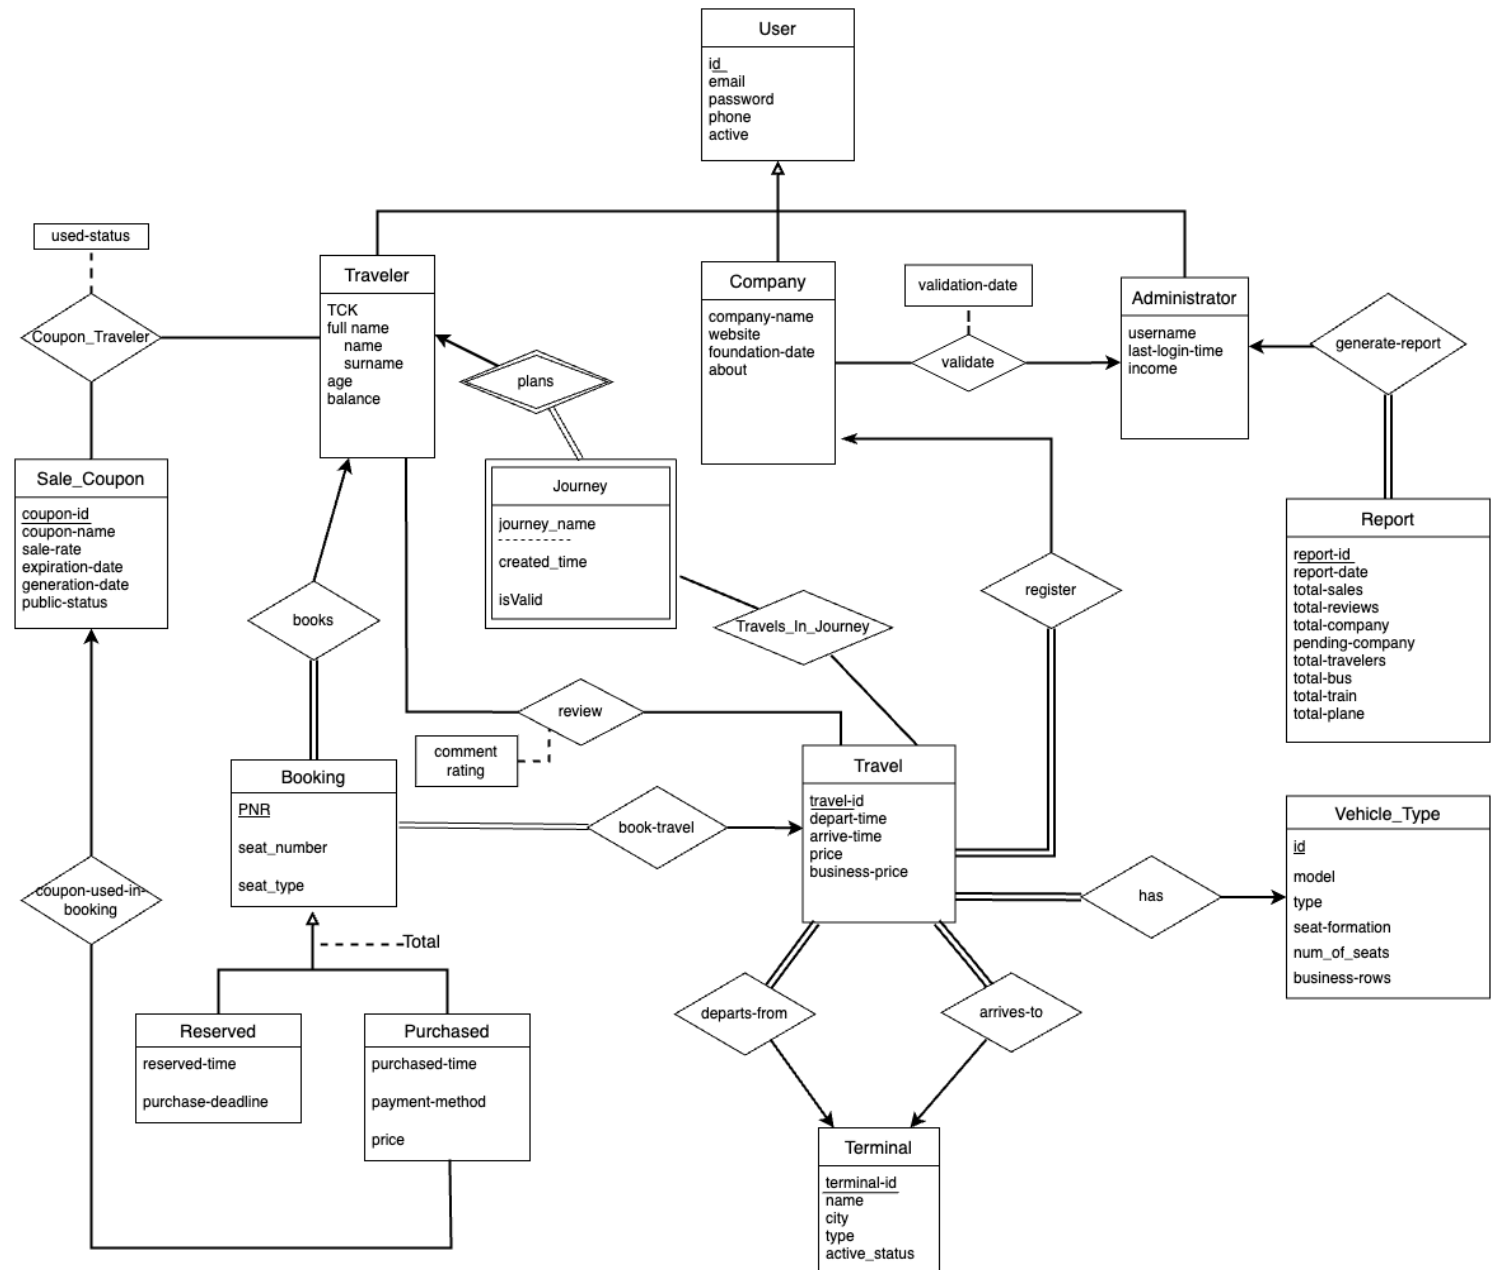 User
id
email
password
phone
active
used-status
Coupon_Traveler
Traveler
TCK
full name
name
surname
age
balance
plans
Company
company-name
website
foundation-date
about
validation-date
validate
Administrator
username
last-login-time
income
generate-report
Sale_Coupon
coupon-id
coupon-name
sale-rate
expiration-date
generation-date
public-status
Journey
journey_name
created_time
isValid
Report
report-id
report-date
total-sales
total-reviews
total-company
pending-company
total-travelers
total-bus
total-train
total-plane
books
Travels_In_Journey
register
review
comment
rating
Booking
PNR
seat_number
seat_type
book-travel
Travel
travel-id
depart-time
arrive-time
price
business-price
Vehicle_Type
id
model
type
seat-formation
num_of_seats
business-rows
has
coupon-used-in-
booking
Total
Reserved
reserved-time
purchase-deadline
Purchased
purchased-time
payment-method
price
departs-from
arrives-to
Terminal
terminal-id
name
city
type
active_status